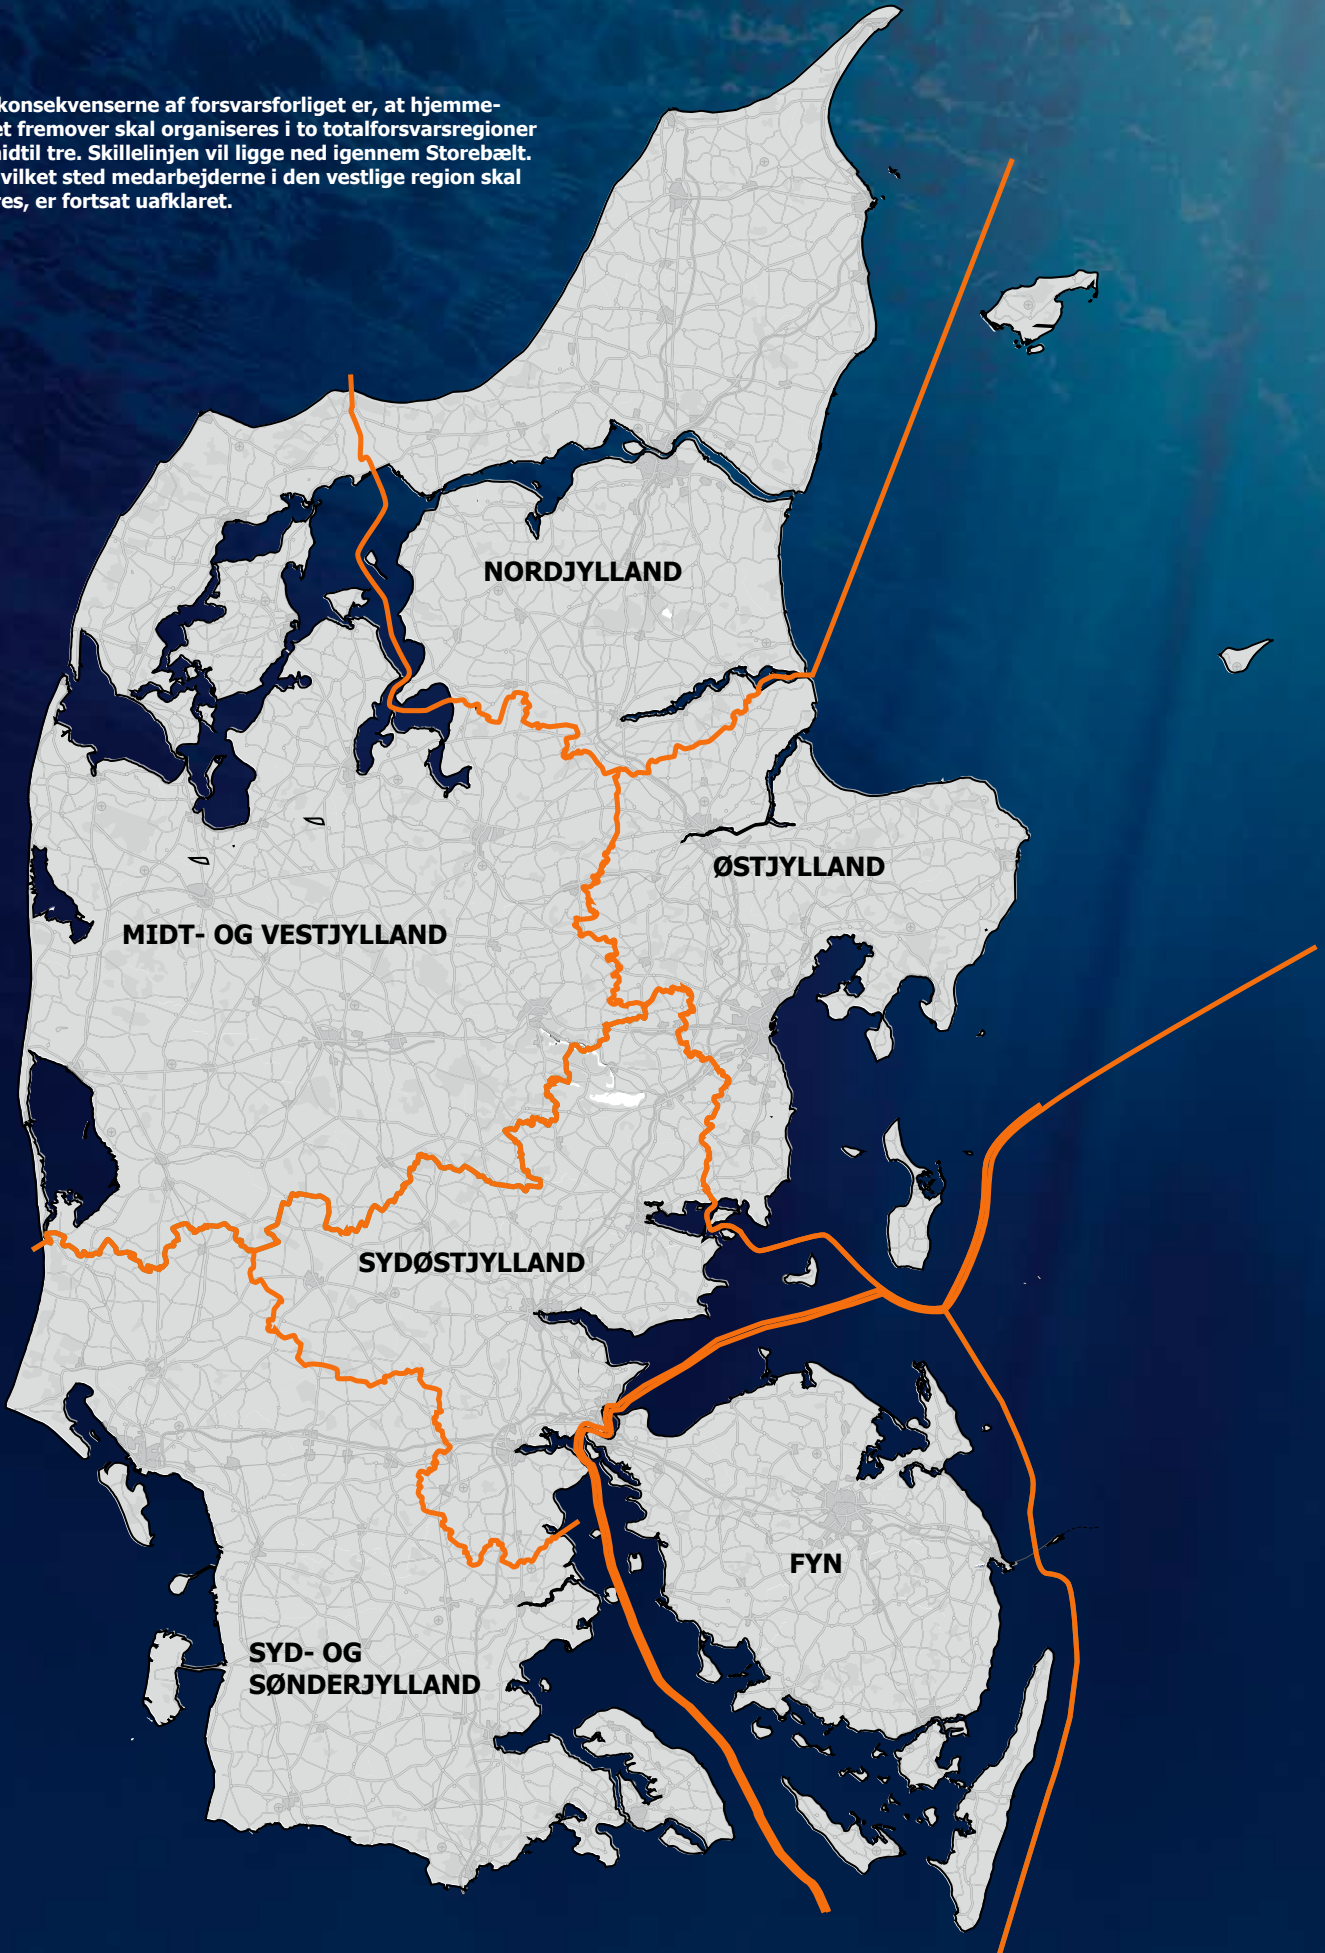 konsekvenserne af forsvarsforliget er, at hjemme-
et fremover skal organiseres i to totalforsvarsregioner
idtil tre. Skillelinjen vil ligge ned igennem Storebælt.
vilket sted medarbejderne i den vestlige region skal
res, er fortsat uafklaret.
NORDJYLLAND
ØSTJYLLAND
MIDT- OG VESTJYLLAND
SYDØSTJYLLAND
FYN
SYD- OG
SØNDERJYLLAND